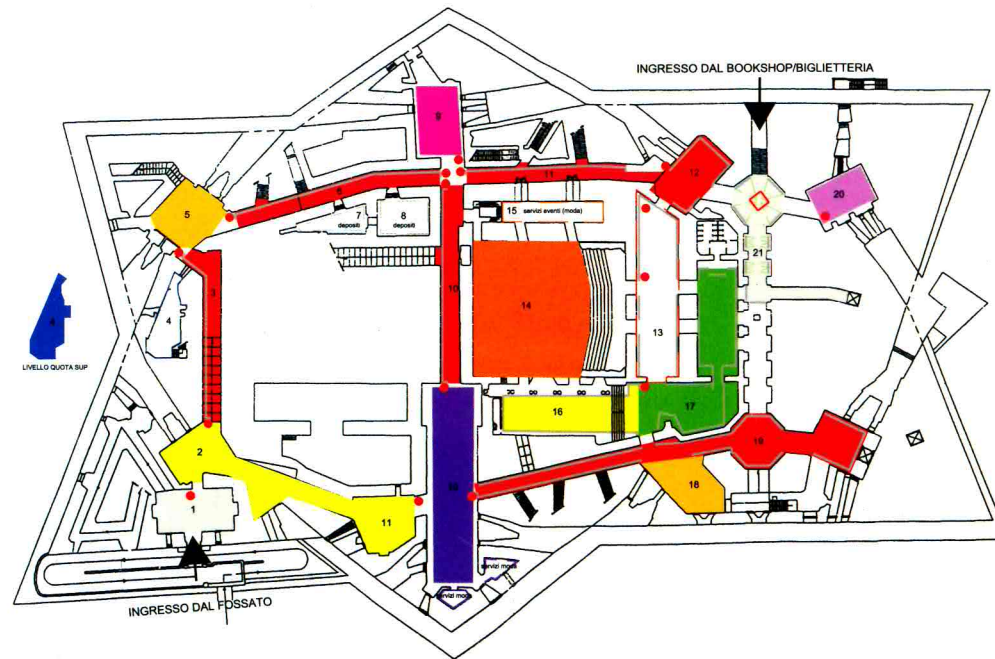 INGRESSO DAL BOOKSHOP/BIGLIETTERIA
9
12
11
6
20
5
7
depositi
8
depositi
15 servizi eventi (moda)
21
3
4
4
10
14
13
LIVELLO QUOTA SUP
16
17
2
19
18
1
11
servizi moda
servizi moda
INGRESSO DAL FOSSATO